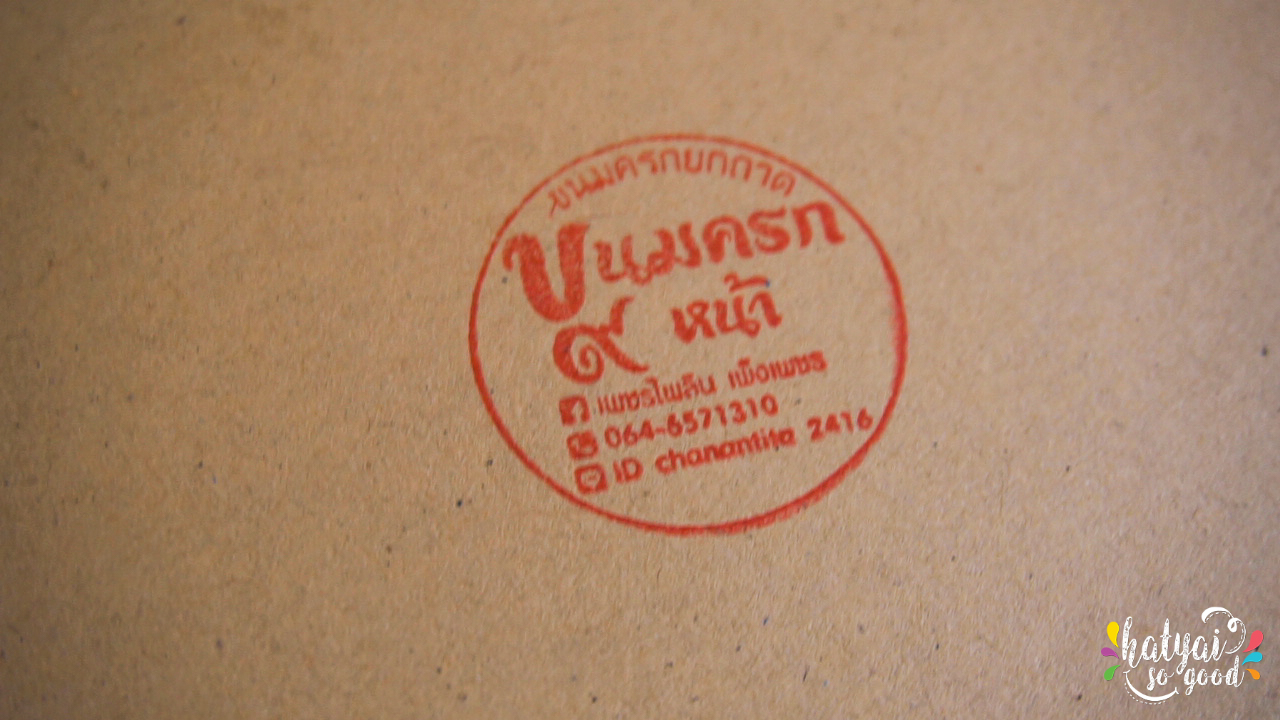 ขนมครกยกถาด
ขนมครก
๙ หน้า
เพชรไพลิน เพ็งเพชร
064-6571310
ID chanantita 2416
hatyai
so good